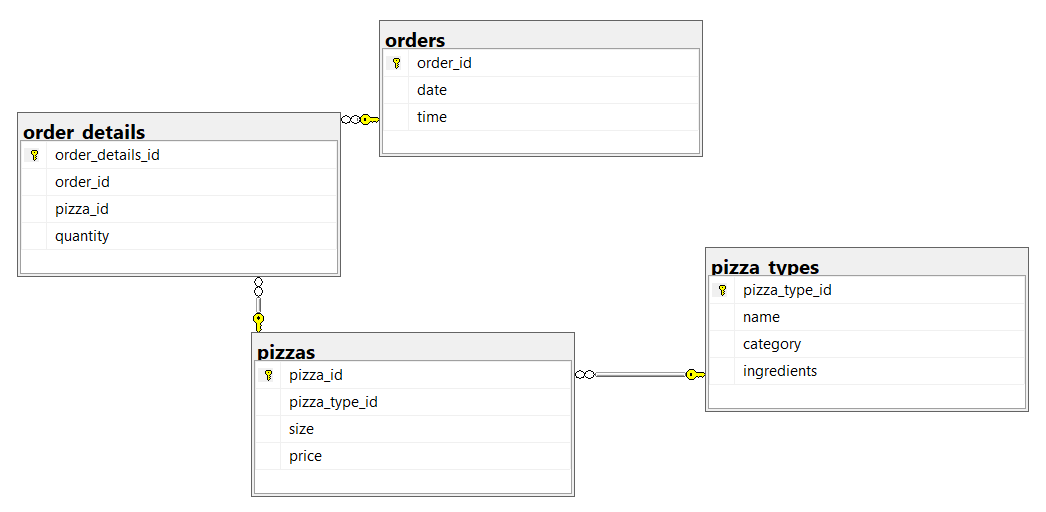 orders
order_id
date
time
order_details
order_details_id
order_id
pizza_id
quantity
pizza_types
pizza_type_id
name
category
ingredients
pizzas
pizza_id
pizza_type_id
size
price